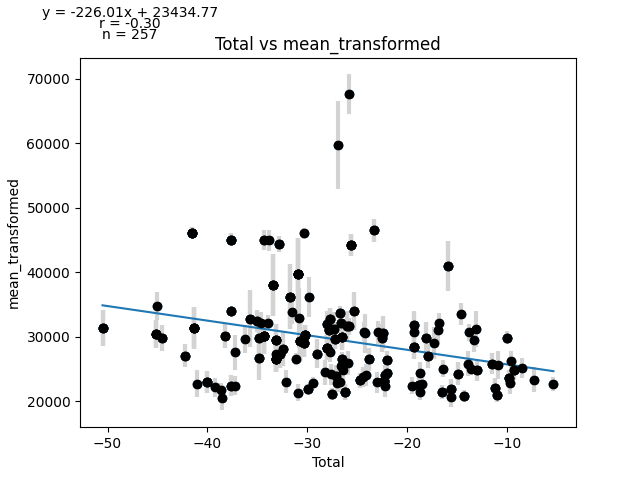 y = -226.01x + 23434.77
r = -0.30
n = 257
Total vs mean_transformed
mean_transformed
70000
60000
50000
40000
30000
20000
−50
−40
−30
−20
−10
Total